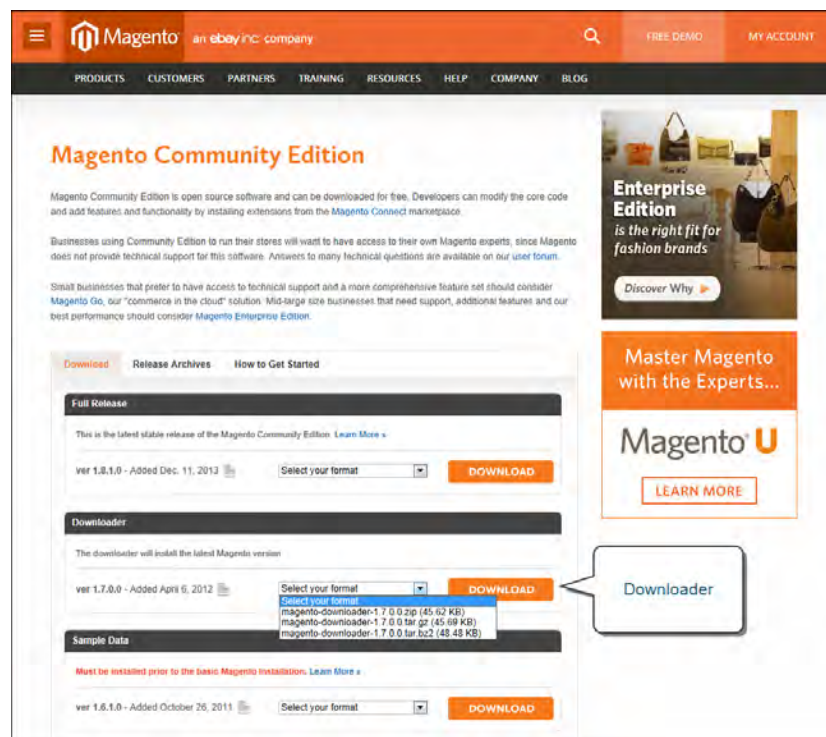 Magento an ebay inc company
FREE DEMO
MY ACCOUNT
PRODUCTS CUSTOMERS PARTNERS TRAINING RESOURCES HELP COMPANY BLOG
Magento Community Edition
Magento Community Edition is open source software and can be downloaded for free. Developers can modify the core code
and add features and functionality by installing extensions from the Magento Connect marketplace.
Businesses using Community Edition to run their stores will want to have access to their own Magento experts, since Magento
does not provide technical support for this software. Answers to many technical questions are available on our user forum.
Small businesses that prefer to have access to technical support and a more comprehensive feature set should consider
Magento Go, our "commerce in the cloud" solution. Mid-large size businesses that need support, additional features and our
best performance should consider Magento Enterprise Edition.
Enterprise
Edition
is the right fit for
fashion brands
Discover Why
Master Magento
with the Experts...
Magento U
LEARN MORE
Download Release Archives How to Get Started
Full Release
This is the latest stable release of the Magento Community Edition. Learn More »
ver 1.8.1.0 - Added Dec. 11, 2013 Select your format DOWNLOAD
Downloader
The downloader will install the latest Magento version
ver 1.7.0.0 - Added April 6, 2012 Select your format DOWNLOAD
Select your format
magento-downloader-1.7.0.0.zip (45.62 KB)
magento-downloader-1.7.0.0.tar.gz (45.69 KB)
magento-downloader-1.7.0.0.tar.bz2 (48.48 KB)
Downloader
Sample Data
Must be installed prior to the basic Magento Installation. Learn More »
ver 1.6.1.0 - Added October 26, 2011 Select your format DOWNLOAD